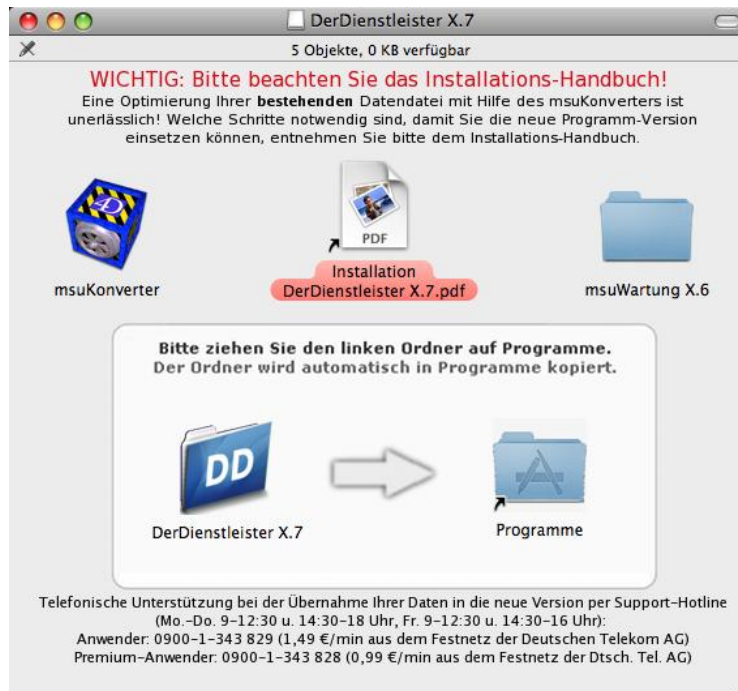 DerDienstleister X.7
5 Objekte, 0 KB verfügbar
WICHTIG: Bitte beachten Sie das Installations-Handbuch!
Eine Optimierung Ihrer bestehenden Datendatei mit Hilfe des msuKonverters ist
unerlässlich! Welche Schritte notwendig sind, damit Sie die neue Programm-Version
einsetzen können, entnehmen Sie bitte dem Installations-Handbuch.
4D
PDF
msuKonverter
Installation
DerDienstleister X.7.pdf
msuWartung X.6
Bitte ziehen Sie den linken Ordner auf Programme.
Der Ordner wird automatisch in Programme kopiert.
DD
DerDienstleister X.7
Programme
Telefonische Unterstützung bei der Übernahme Ihrer Daten in die neue Version per Support-Hotline
(Mo.-Do. 9-12:30 u. 14:30-18 Uhr, Fr. 9-12:30 u. 14:30-16 Uhr):
Anwender: 0900-1-343 829 (1,49 €/min aus dem Festnetz der Deutschen Telekom AG)
Premium-Anwender: 0900-1-343 828 (0,99 €/min aus dem Festnetz der Dtsch. Tel. AG)